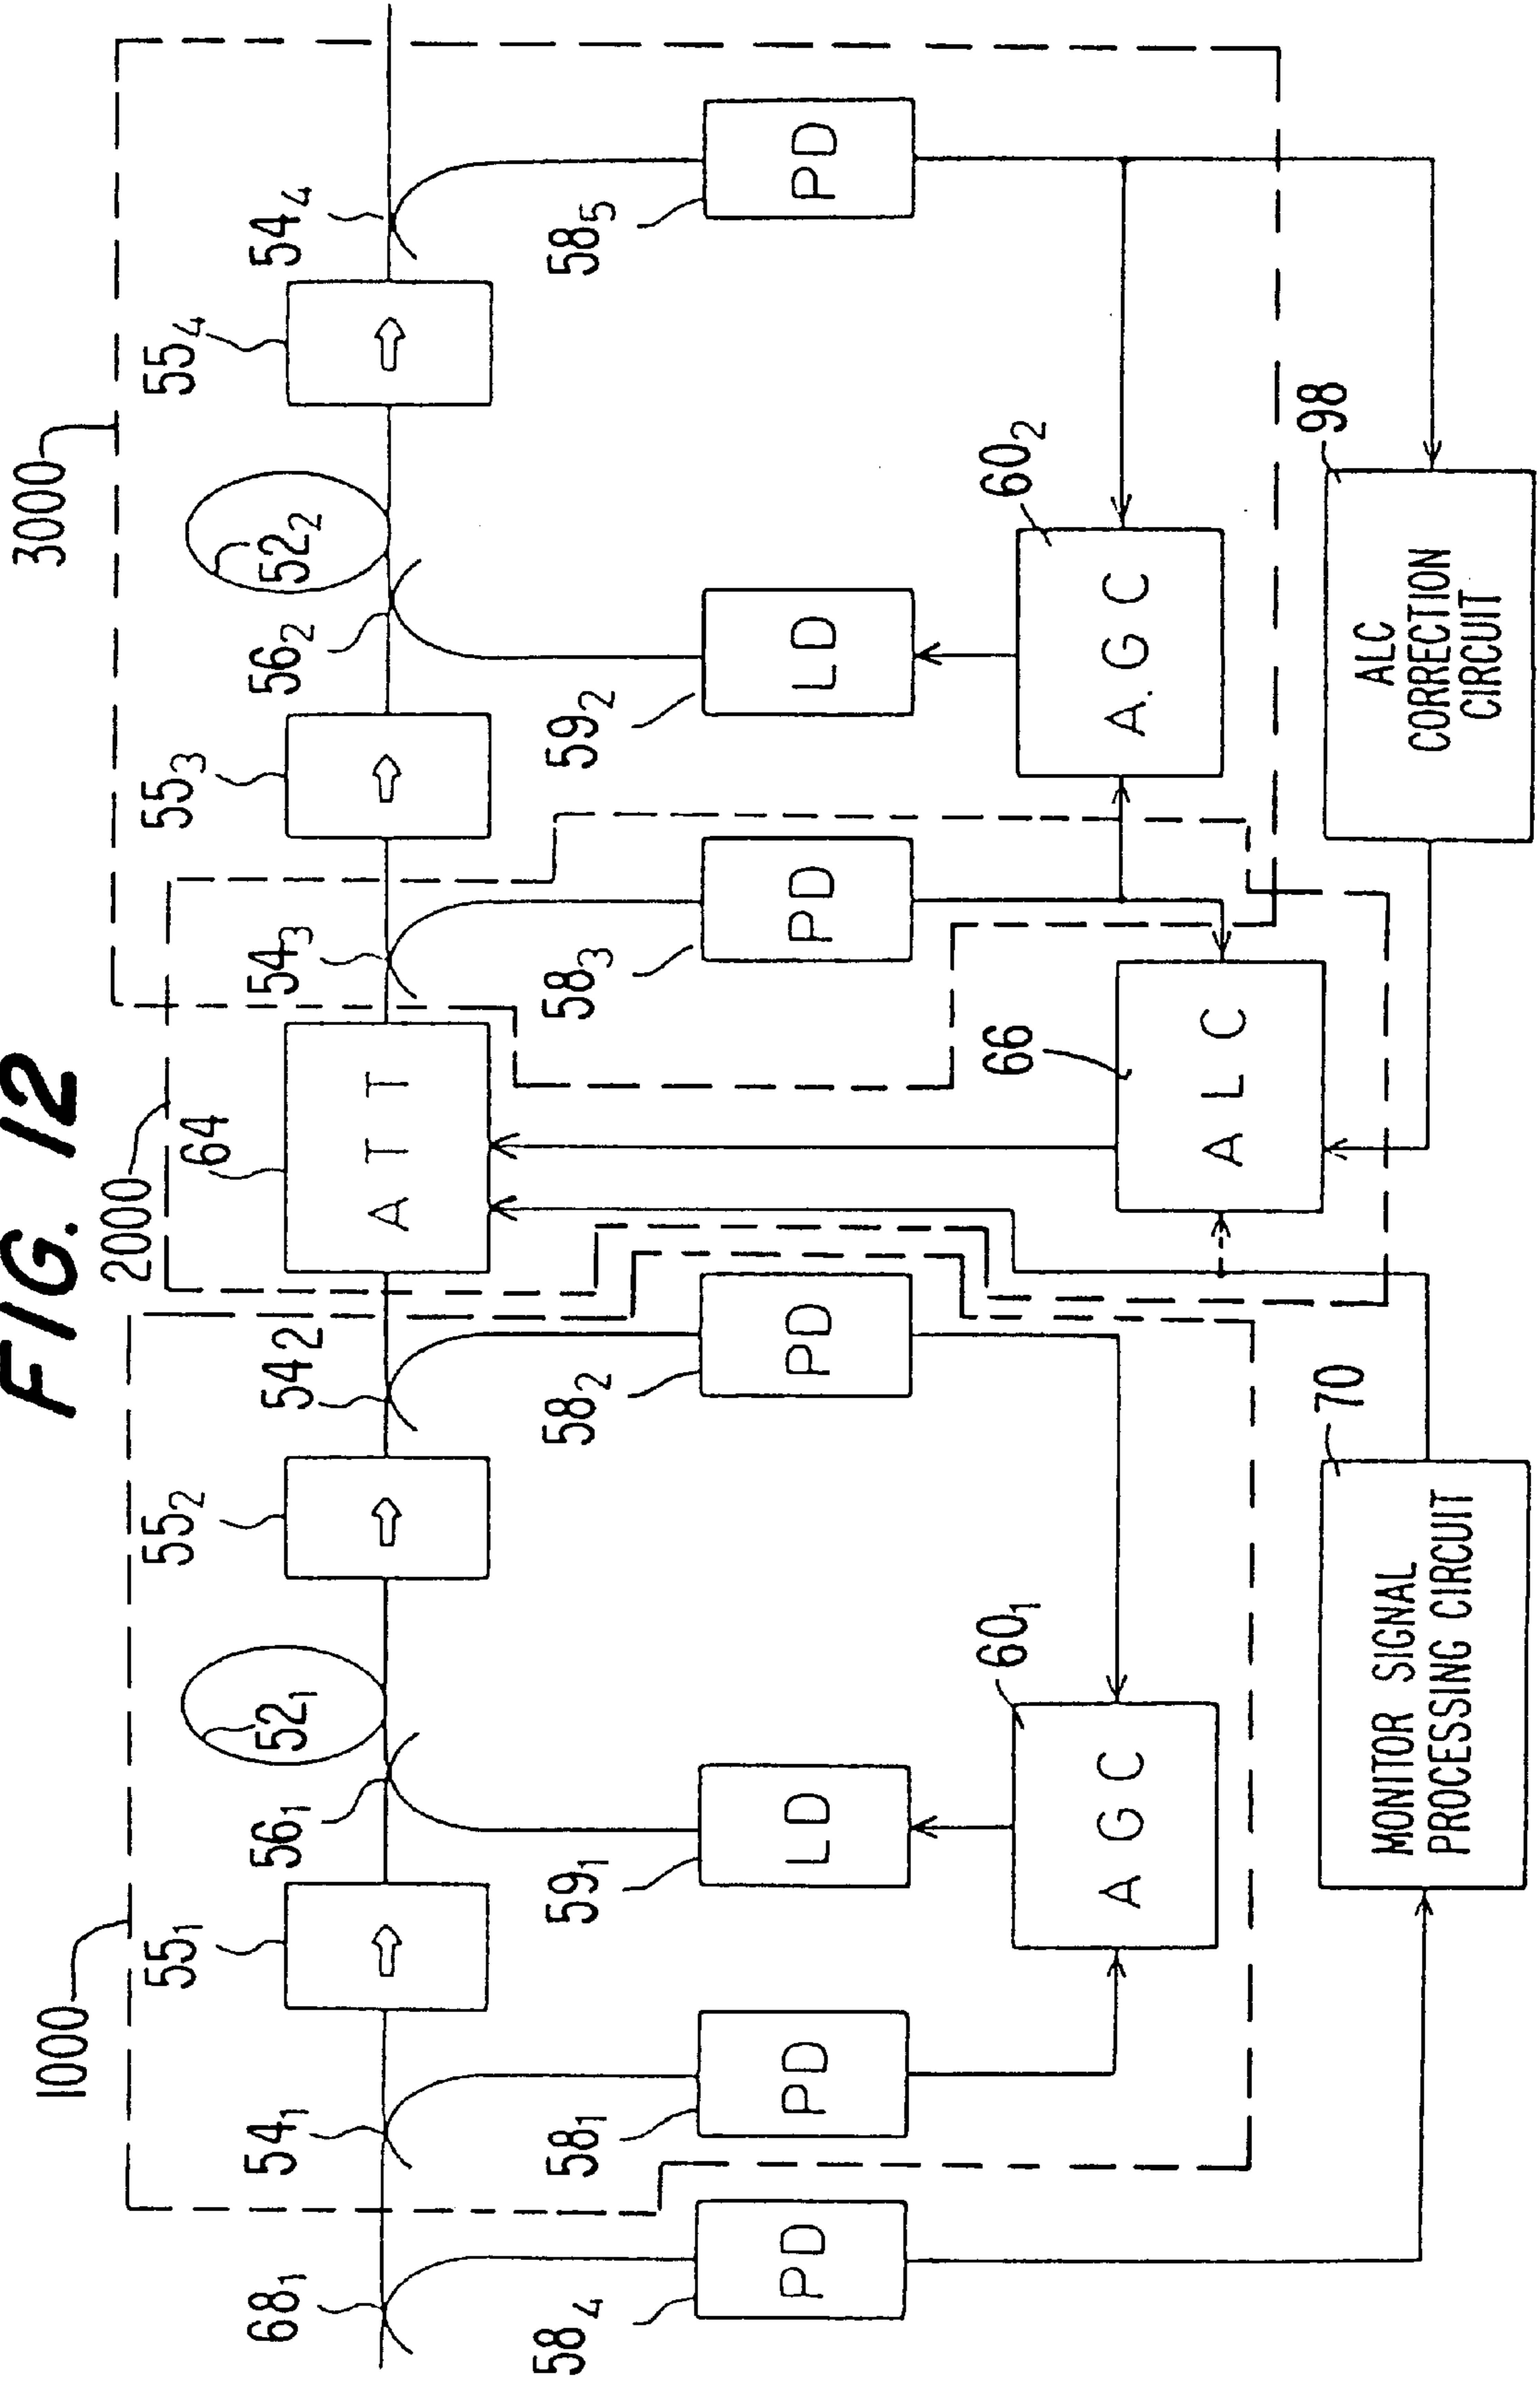 FIG. 12
1000
2000
3000
68₁
54₁
55₁
56₁
52₁
55₂
54₂
64
54₃
55₃
56₂
52₂
55₄
54₄
A T T
58₄
PD
58₁
PD
59₁
LD
58₂
PD
58₃
PD
59₂
LD
58₅
PD
60₁
A G C
66
A L C
60₂
A. G C
70
MONITOR SIGNAL
PROCESSING CIRCUIT
98
ALC
CORRECTION
CIRCUIT